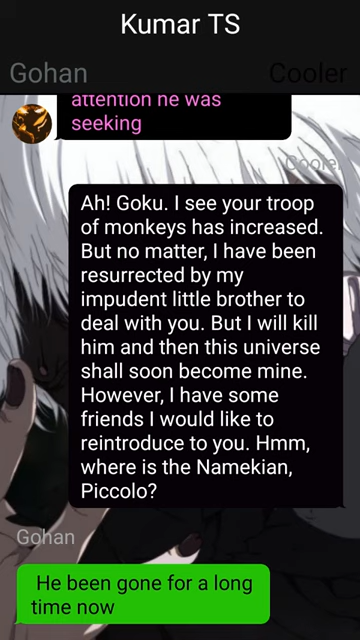 Kumar TS
Gohan
Cooler
attention he was
seeking
Cooler
Ah! Goku. I see your troop
of monkeys has increased.
But no matter, I have been
resurrected by my
impudent little brother to
deal with you. But I will kill
him and then this universe
shall soon become mine.
However, I have some
friends I would like to
reintroduce to you. Hmm,
where is the Namekian,
Piccolo?
Gohan
He been gone for a long
time now